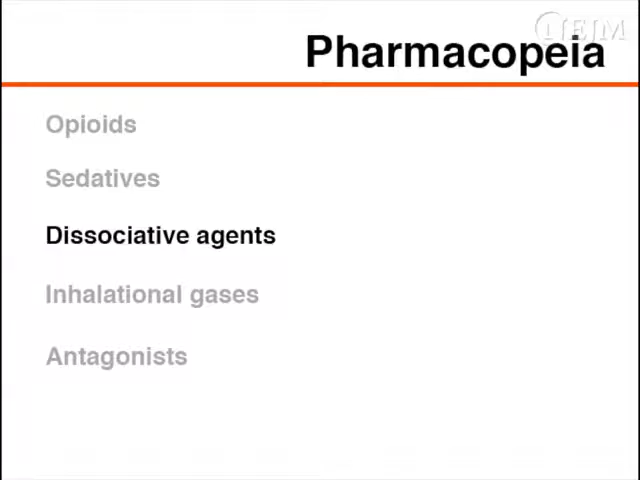 Pharmacopeia
Opioids
Sedatives
Dissociative agents
Inhalational gases
Antagonists